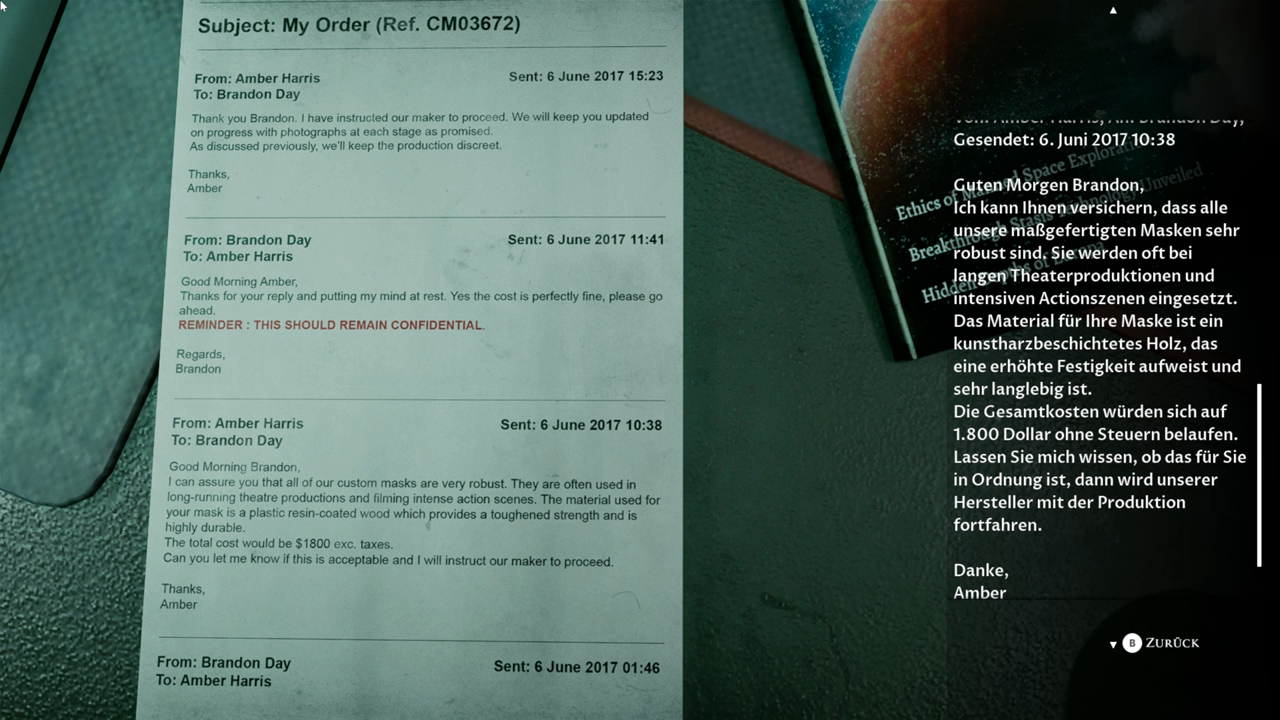 Subject: My Order (Ref. CM03672)
From: Amber Harris
Sent: 6 June 2017 15:23
To: Brandon Day
Thank you Brandon. I have instructed our maker to proceed. We will keep you updated
on progress with photographs at each stage as promised.
As discussed previously, we'll keep the production discreet.
Thanks,
Amber
From: Brandon Day
Sent: 6 June 2017 11:41
To: Amber Harris
Good Morning Amber,
Thanks for your reply and putting my mind at rest. Yes the cost is perfectly fine, please go
ahead.
REMINDER : THIS SHOULD REMAIN CONFIDENTIAL.
Regards,
Brandon
From: Amber Harris
Sent: 6 June 2017 10:38
To: Brandon Day
Good Morning Brandon,
I can assure you that all of our custom masks are very robust. They are often used in
long-running theatre productions and filming intense action scenes. The material used for
your mask is a plastic resin-coated wood which provides a toughened strength and is
highly durable.
The total cost would be $1800 exc. taxes.
Can you let me know if this is acceptable and I will instruct our maker to proceed.
Thanks,
Amber
From: Brandon Day
Sent: 6 June 2017 01:46
To: Amber Harris
Ethics of Manned Space Exploration
Breakthrough Stasis Technology Unveiled
Hidden Depths of Europa
Gesendet: 6. Juni 2017 10:38
Guten Morgen Brandon,
Ich kann Ihnen versichern, dass alle
unsere maßgefertigten Masken sehr
robust sind. Sie werden oft bei
langen Theaterproduktionen und
intensiven Actionszenen eingesetzt.
Das Material für Ihre Maske ist ein
kunstharzbeschichtetes Holz, das
eine erhöhte Festigkeit aufweist und
sehr langlebig ist.
Die Gesamtkosten würden sich auf
1.800 Dollar ohne Steuern belaufen.
Lassen Sie mich wissen, ob das für Sie
in Ordnung ist, dann wird unserer
Hersteller mit der Produktion
fortfahren.
Danke,
Amber
B ZURÜCK